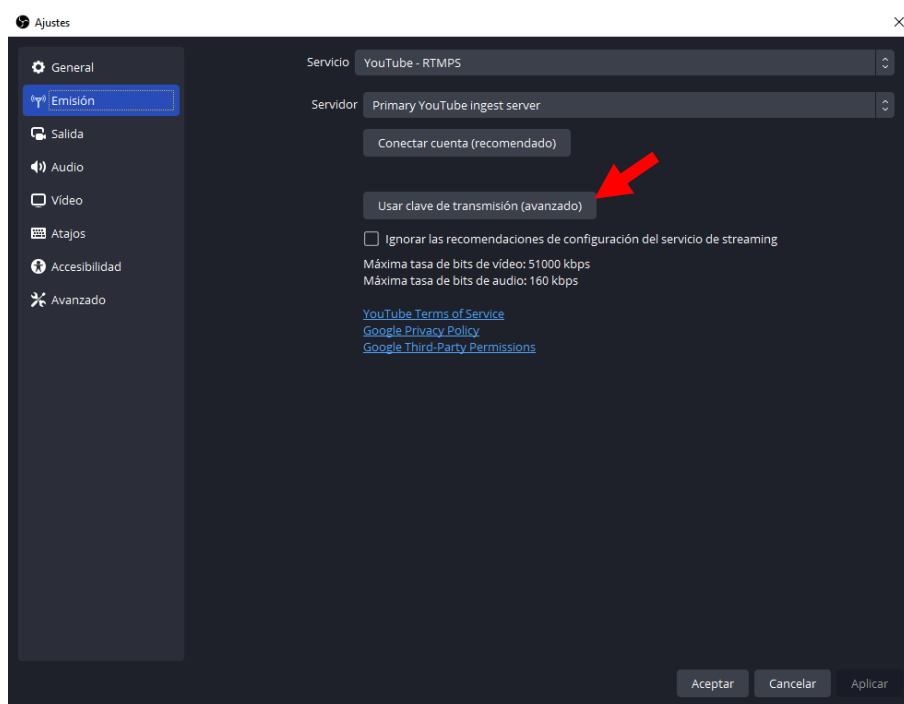 Ajustes
General
Emisión
Salida
Audio
Vídeo
Atajos
Accesibilidad
Avanzado
Servicio YouTube - RTMPS
Servidor Primary YouTube ingest server
Conectar cuenta (recomendado)
Usar clave de transmisión (avanzado)
Ignorar las recomendaciones de configuración del servicio de streaming
Máxima tasa de bits de vídeo: 51000 kbps
Máxima tasa de bits de audio: 160 kbps
YouTube Terms of Service
Google Privacy Policy
Google Third-Party Permissions
Aceptar Cancelar Aplicar